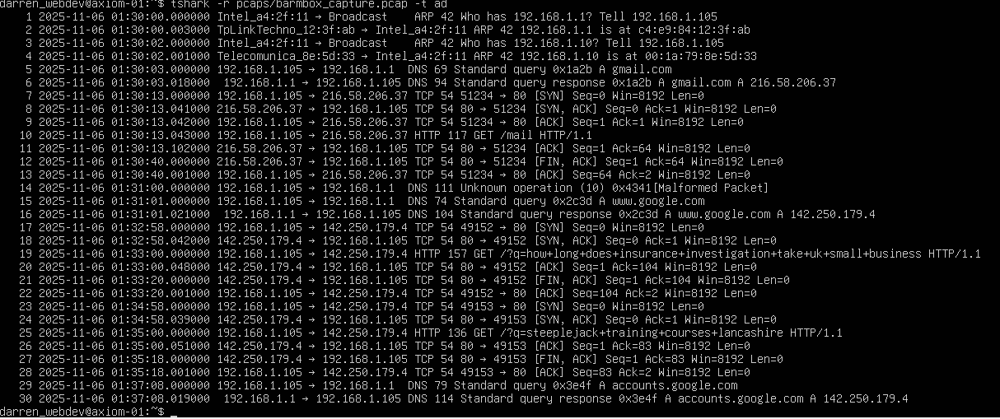 darren_webdev@axiom-01:~$ tshark -r pcaps/barmbox_capture.pcap -t ad
1 2025-11-06 01:30:00.000000 Intel_a4:2f:11 → Broadcast    ARP 42 Who has 192.168.1.1? Tell 192.168.1.105
2 2025-11-06 01:30:00.003000 TpLinkTechno_12:3f:ab → Intel_a4:2f:11 ARP 42 192.168.1.1 is at c4:e9:84:12:3f:ab
3 2025-11-06 01:30:02.000000 Intel_a4:2f:11 → Broadcast    ARP 42 Who has 192.168.1.10? Tell 192.168.1.105
4 2025-11-06 01:30:02.001000 Telecomunica_8e:5d:33 → Intel_a4:2f:11 ARP 42 192.168.1.10 is at 00:1a:79:8e:5d:33
5 2025-11-06 01:30:03.000000 192.168.1.105 → 192.168.1.1  DNS 69 Standard query 0x1a2b A gmail.com
6 2025-11-06 01:30:03.018000  192.168.1.1 → 192.168.1.105 DNS 94 Standard query response 0x1a2b A gmail.com A 216.58.206.37
7 2025-11-06 01:30:13.000000 192.168.1.105 → 216.58.206.37 TCP 54 51234 → 80 [SYN] Seq=0 Win=8192 Len=0
8 2025-11-06 01:30:13.041000 216.58.206.37 → 192.168.1.105 TCP 54 80 → 51234 [SYN, ACK] Seq=0 Ack=1 Win=8192 Len=0
9 2025-11-06 01:30:13.042000 192.168.1.105 → 216.58.206.37 TCP 54 51234 → 80 [ACK] Seq=1 Ack=1 Win=8192 Len=0
10 2025-11-06 01:30:13.043000 192.168.1.105 → 216.58.206.37 HTTP 117 GET /mail HTTP/1.1
11 2025-11-06 01:30:13.102000 216.58.206.37 → 192.168.1.105 TCP 54 80 → 51234 [ACK] Seq=1 Ack=64 Win=8192 Len=0
12 2025-11-06 01:30:40.000000 216.58.206.37 → 192.168.1.105 TCP 54 80 → 51234 [FIN, ACK] Seq=1 Ack=64 Win=8192 Len=0
13 2025-11-06 01:30:40.001000 192.168.1.105 → 216.58.206.37 TCP 54 51234 → 80 [ACK] Seq=64 Ack=2 Win=8192 Len=0
14 2025-11-06 01:31:00.000000 192.168.1.105 → 192.168.1.1  DNS 111 Unknown operation (10) 0x4341[Malformed Packet]
15 2025-11-06 01:31:01.000000 192.168.1.105 → 192.168.1.1  DNS 74 Standard query 0x2c3d A www.google.com
16 2025-11-06 01:31:01.021000  192.168.1.1 → 192.168.1.105 DNS 104 Standard query response 0x2c3d A www.google.com A 142.250.179.4
17 2025-11-06 01:32:58.000000 192.168.1.105 → 142.250.179.4 TCP 54 49152 → 80 [SYN] Seq=0 Win=8192 Len=0
18 2025-11-06 01:32:58.042000 142.250.179.4 → 192.168.1.105 TCP 54 80 → 49152 [SYN, ACK] Seq=0 Ack=1 Win=8192 Len=0
19 2025-11-06 01:33:00.000000 192.168.1.105 → 142.250.179.4 HTTP 157 GET /?q=how+long+does+insurance+investigation+take+uk+small+business HTTP/1.1
20 2025-11-06 01:33:00.048000 142.250.179.4 → 192.168.1.105 TCP 54 80 → 49152 [ACK] Seq=1 Ack=104 Win=8192 Len=0
21 2025-11-06 01:33:20.000000 142.250.179.4 → 192.168.1.105 TCP 54 80 → 49152 [FIN, ACK] Seq=1 Ack=104 Win=8192 Len=0
22 2025-11-06 01:33:20.001000 192.168.1.105 → 142.250.179.4 TCP 54 49152 → 80 [ACK] Seq=104 Ack=2 Win=8192 Len=0
23 2025-11-06 01:34:58.000000 192.168.1.105 → 142.250.179.4 TCP 54 49153 → 80 [SYN] Seq=0 Win=8192 Len=0
24 2025-11-06 01:34:58.039000 142.250.179.4 → 192.168.1.105 TCP 54 80 → 49153 [SYN, ACK] Seq=0 Ack=1 Win=8192 Len=0
25 2025-11-06 01:35:00.000000 192.168.1.105 → 142.250.179.4 HTTP 136 GET /?q=steeplejack+training+courses+lancashire HTTP/1.1
26 2025-11-06 01:35:00.051000 142.250.179.4 → 192.168.1.105 TCP 54 80 → 49153 [ACK] Seq=1 Ack=83 Win=8192 Len=0
27 2025-11-06 01:35:18.000000 142.250.179.4 → 192.168.1.105 TCP 54 80 → 49153 [FIN, ACK] Seq=1 Ack=83 Win=8192 Len=0
28 2025-11-06 01:35:18.001000 192.168.1.105 → 142.250.179.4 TCP 54 49153 → 80 [ACK] Seq=83 Ack=2 Win=8192 Len=0
29 2025-11-06 01:37:08.000000 192.168.1.105 → 192.168.1.1  DNS 79 Standard query 0x3e4f A accounts.google.com
30 2025-11-06 01:37:08.019000  192.168.1.1 → 192.168.1.105 DNS 114 Standard query response 0x3e4f A accounts.google.com A 142.250.179.4
darren_webdev@axiom-01:~$ _